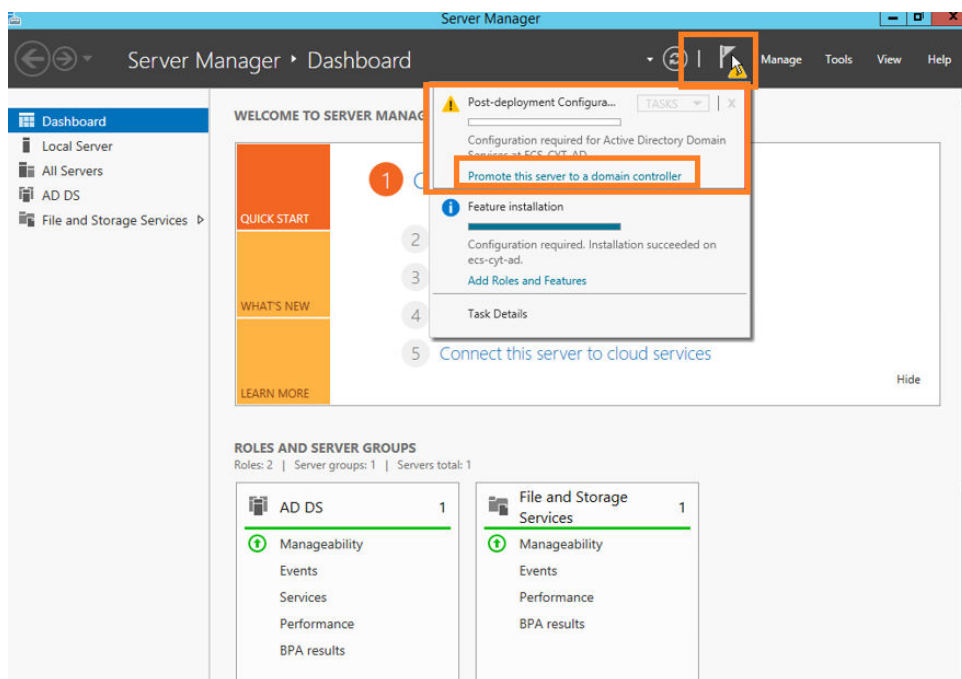 Server Manager
Server Manager • Dashboard
Manage Tools View Help
Dashboard
Local Server
All Servers
AD DS
File and Storage Services
WELCOME TO SERVER MANAG
QUICK START
WHAT'S NEW
LEARN MORE
1
2
3
4
5 Connect this server to cloud services
Hide
Post-deployment Configura... TASKS X
Configuration required for Active Directory Domain
Services at ECS-CYT-AD
Promote this server to a domain controller
Feature installation
Configuration required. Installation succeeded on
ecs-cyt-ad.
Add Roles and Features
Task Details
ROLES AND SERVER GROUPS
Roles: 2 | Server groups: 1 | Servers total: 1
AD DS 1
Manageability
Events
Services
Performance
BPA results
File and Storage
Services 1
Manageability
Events
Performance
BPA results